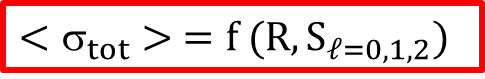 < σ_tot > = f (R, S_ℓ=0,1,2)